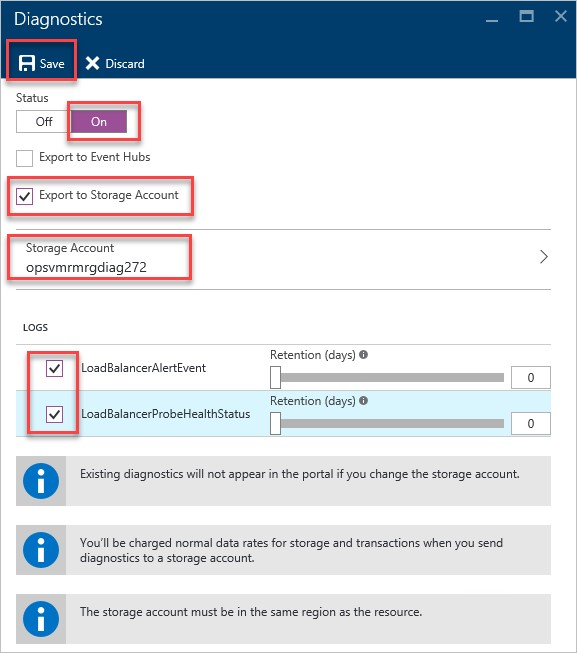 Diagnostics
Save Discard
Status
Off On
Export to Event Hubs
Export to Storage Account
Storage Account
opsvmrmrgdiag272
LOGS
LoadBalancerAlertEvent Retention (days) 0
LoadBalancerProbeHealthStatus Retention (days) 0
Existing diagnostics will not appear in the portal if you change the storage account.
You'll be charged normal data rates for storage and transactions when you send
diagnostics to a storage account.
The storage account must be in the same region as the resource.